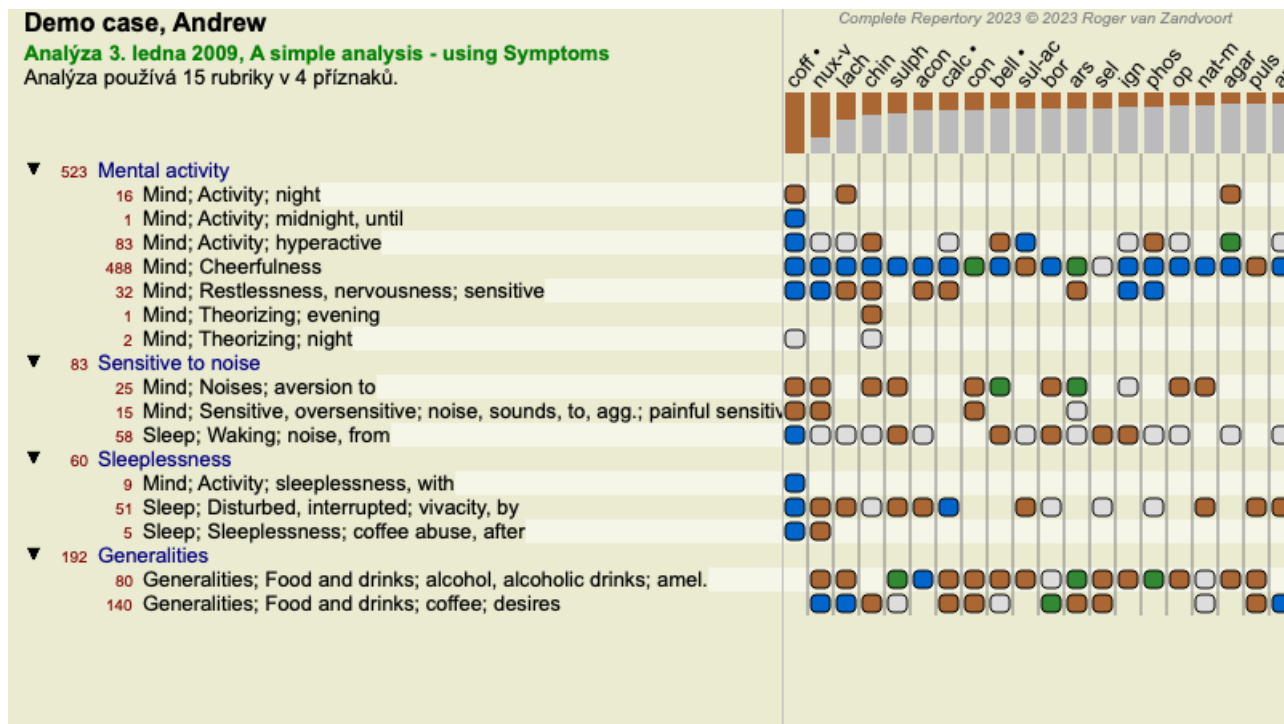 Demo case, Andrew
Complete Repertory 2023 © 2023 Roger van Zandvoort
Analýza 3. ledna 2009, A simple analysis - using Symptoms
Analýza používá 15 rubriky v 4 příznaků.
coff • nux-v lach chin sulph acon calc • con bell • sul-ac bor ars sel ign phos op nat-m agar puls
523 Mental activity
16 Mind; Activity; night
1 Mind; Activity; midnight, until
83 Mind; Activity; hyperactive
488 Mind; Cheerfulness
32 Mind; Restlessness, nervousness; sensitive
1 Mind; Theorizing; evening
2 Mind; Theorizing; night
83 Sensitive to noise
25 Mind; Noises; aversion to
15 Mind; Sensitive, oversensitive; noise, sounds, to, agg.; painful sensitiv
58 Sleep; Waking; noise, from
60 Sleeplessness
9 Mind; Activity; sleeplessness, with
51 Sleep; Disturbed, interrupted; vivacity, by
5 Sleep; Sleeplessness; coffee abuse, after
192 Generalities
80 Generalities; Food and drinks; alcohol, alcoholic drinks; amel.
140 Generalities; Food and drinks; coffee; desires